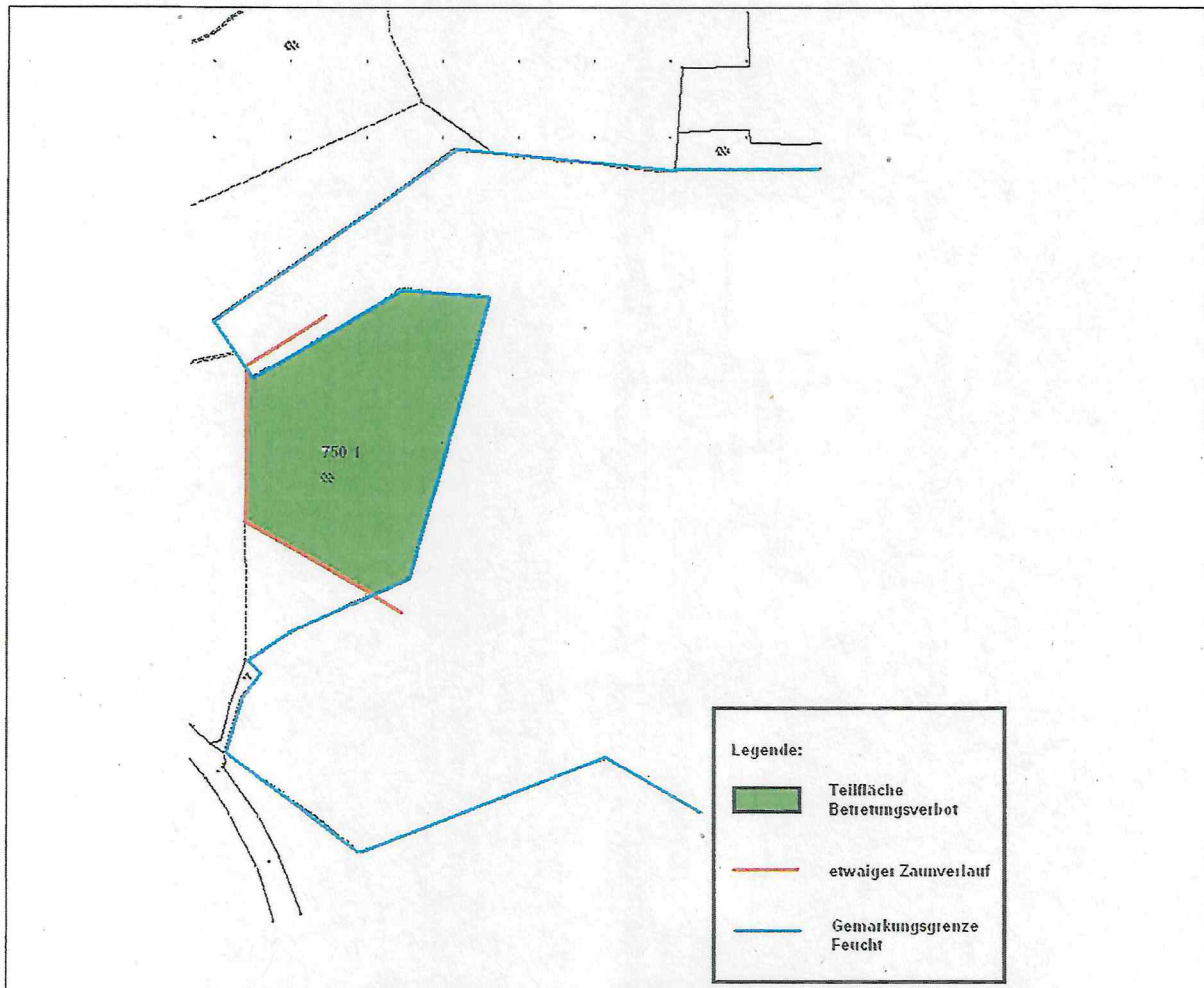 750 1
Legende:
Teilfläche
Betretungsverbot
etwaiger Zaunverlauf
Gemarkungsgrenze
Feucht